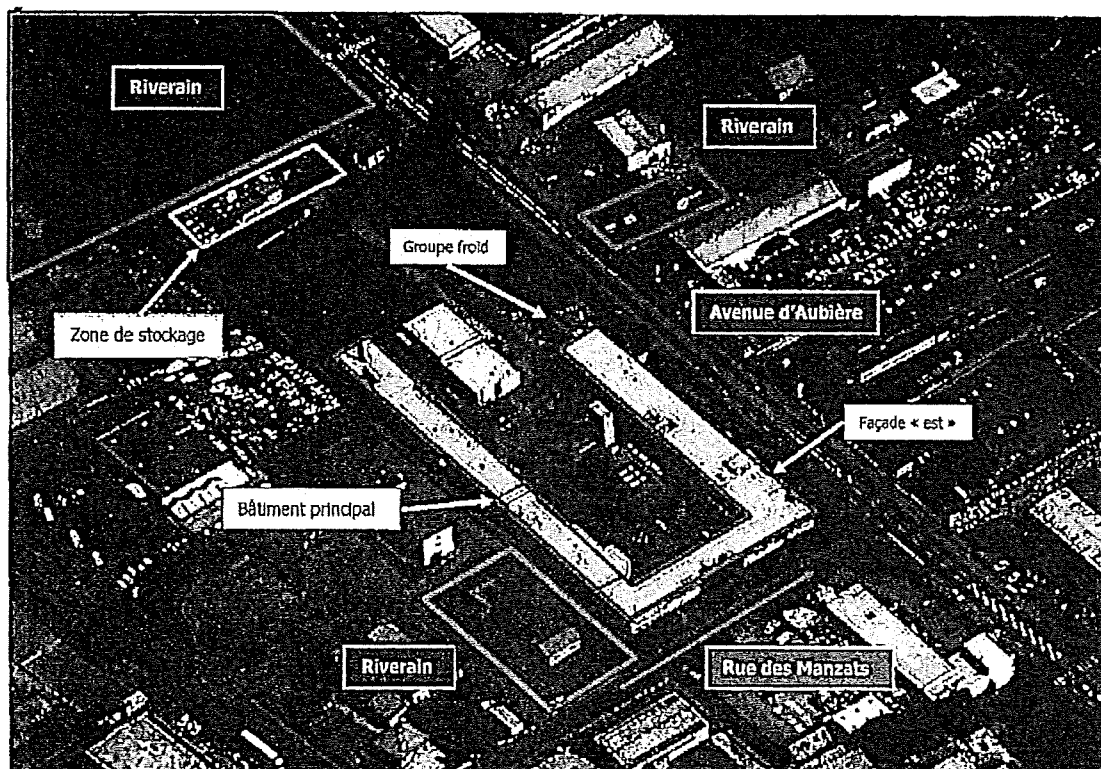 Riverain
Riverain
Groupe froid
Avenue d'Aubière
Zone de stockage
Façade « est »
Bâtiment principal
Riverain
Rue des Manzats